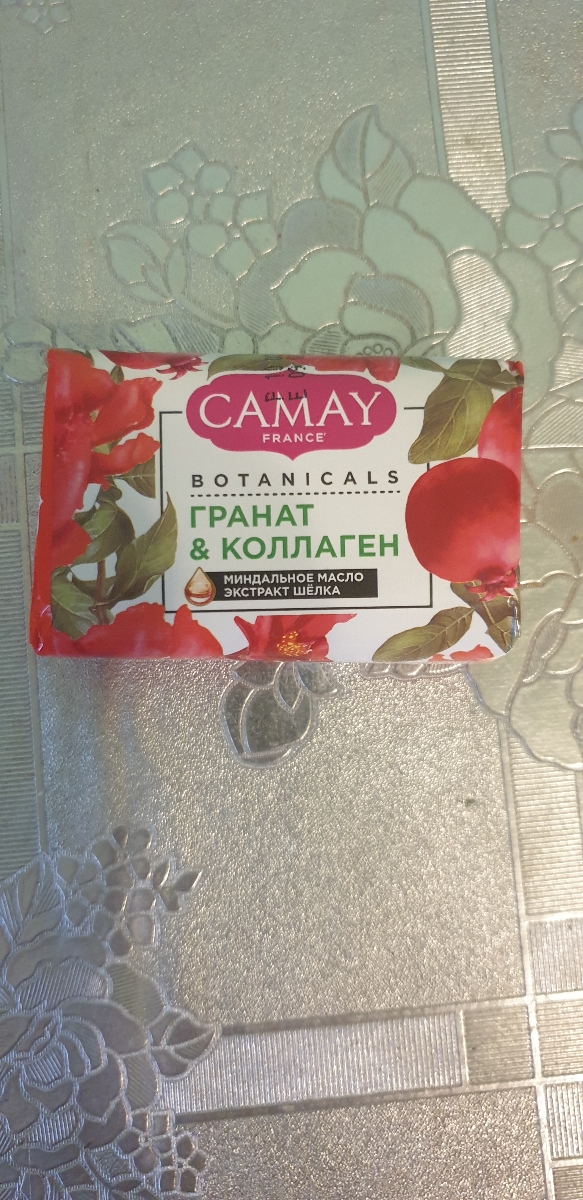 CAMAY
FRANCE
BOTANICALS
ГРАНАТ
& КОЛЛАГЕН
МИНДАЛЬНОЕ МАСЛО
ЭКСТРАКТ ШЁЛКА